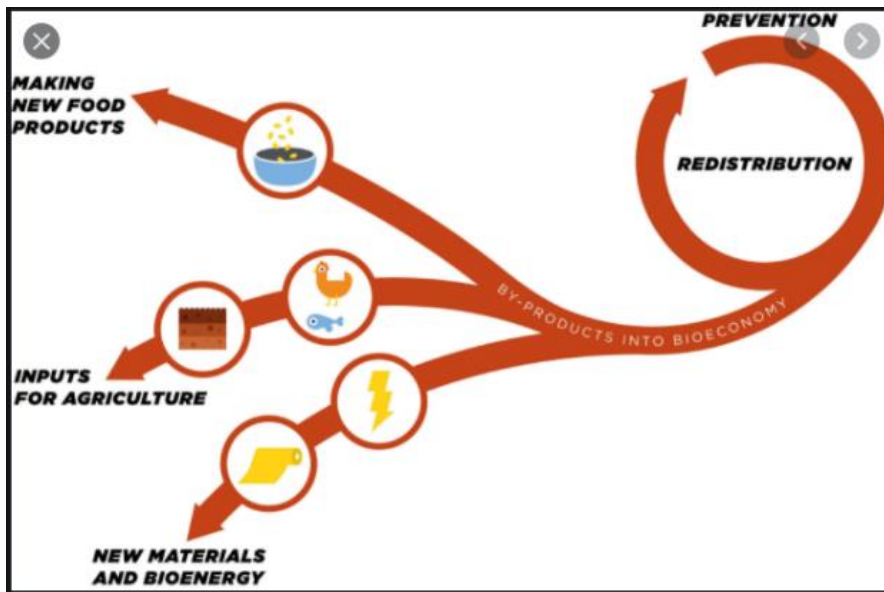 PREVENTION
MAKING
NEW FOOD
PRODUCTS
REDISTRIBUTION
BY-PRODUCTS INTO BIOECONOMY
INPUTS
FOR AGRICULTURE
NEW MATERIALS
AND BIOENERGY